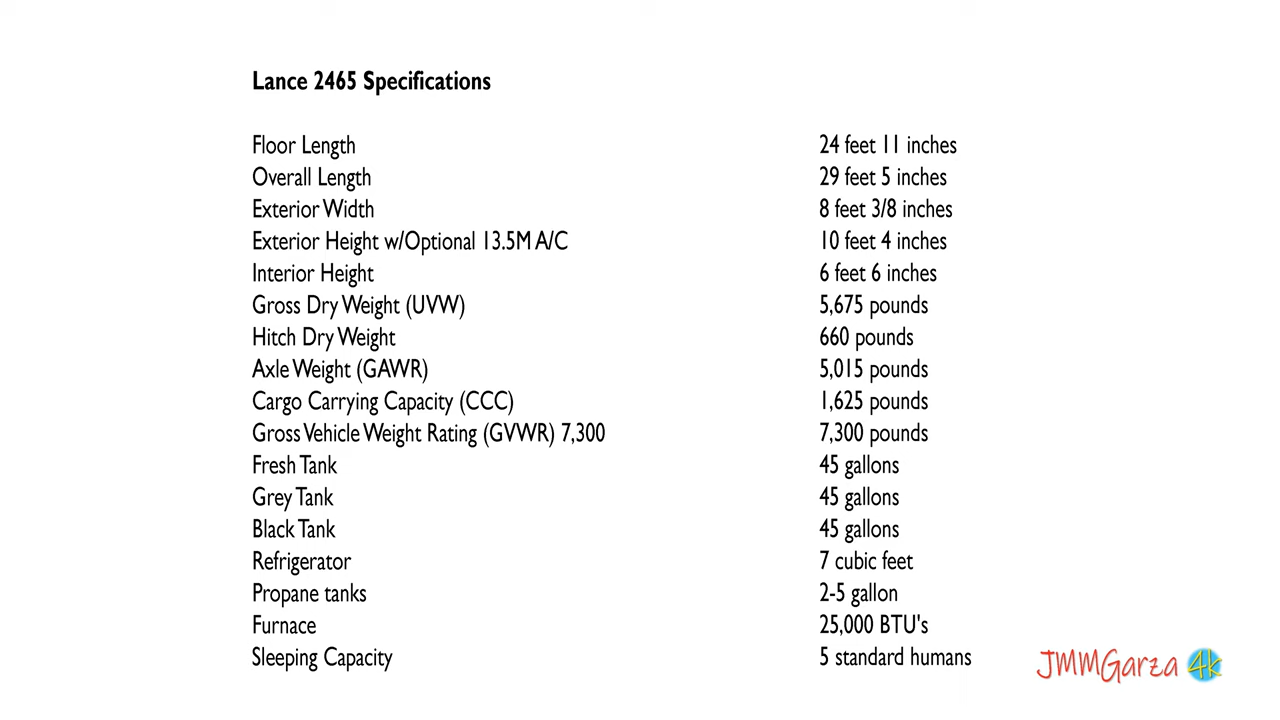 Lance 2465 Specifications
Floor Length 24 feet 11 inches
Overall Length 29 feet 5 inches
Exterior Width 8 feet 3/8 inches
Exterior Height w/Optional 13.5M A/C 10 feet 4 inches
Interior Height 6 feet 6 inches
Gross Dry Weight (UVW) 5,675 pounds
Hitch Dry Weight 660 pounds
Axle Weight (GAWR) 5,015 pounds
Cargo Carrying Capacity (CCC) 1,625 pounds
Gross Vehicle Weight Rating (GVWR) 7,300 7,300 pounds
Fresh Tank 45 gallons
Grey Tank 45 gallons
Black Tank 45 gallons
Refrigerator 7 cubic feet
Propane tanks 2-5 gallon
Furnace 25,000 BTU's
Sleeping Capacity 5 standard humans
JMMGarza 4k